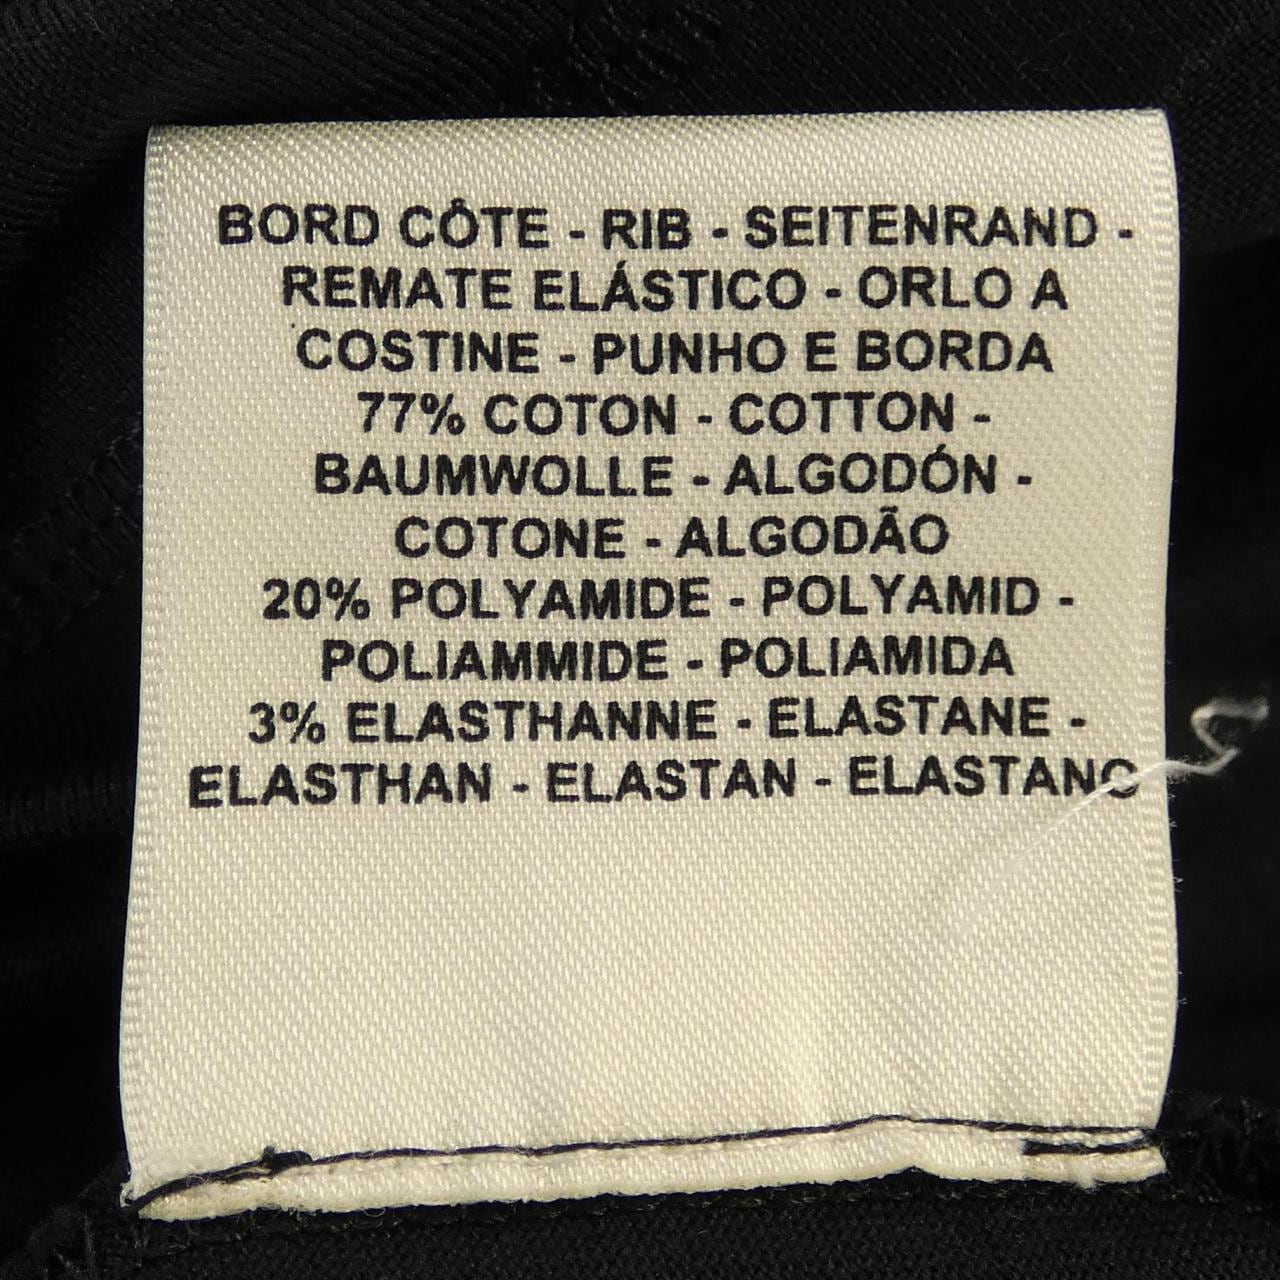 BORD CÔTE - RIB - SEITENRAND -
REMATE ELÁSTICO - ORLO A
COSTINE - PUNHO E BORDA
77% COTON - COTTON -
BAUMWOLLE - ALGODÓN -
COTONE - ALGODÃO
20% POLYAMIDE - POLYAMID -
POLIAMMIDE - POLIAMIDA
3% ELASTHANNE - ELASTANE -
ELASTHAN - ELASTAN - ELASTANO